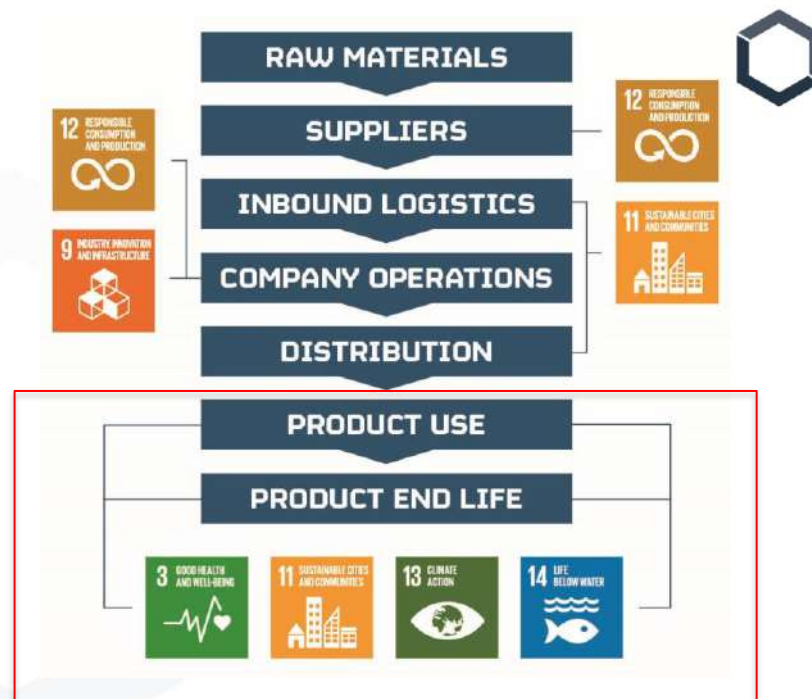 RAW MATERIALS
12 RESPONSIBLE
CONSUMPTION
AND PRODUCTION
SUPPLIERS
12 RESPONSIBLE
CONSUMPTION
AND PRODUCTION
INBOUND LOGISTICS
11 SUSTAINABLE CITIES
AND COMMUNITIES
9 INDUSTRY, INNOVATION
AND INFRASTRUCTURE
COMPANY OPERATIONS
DISTRIBUTION
PRODUCT USE
PRODUCT END LIFE
3 GOOD HEALTH
AND WELL-BEING
11 SUSTAINABLE CITIES
AND COMMUNITIES
13 CLIMATE
ACTION
14 LIFE
BELOW WATER